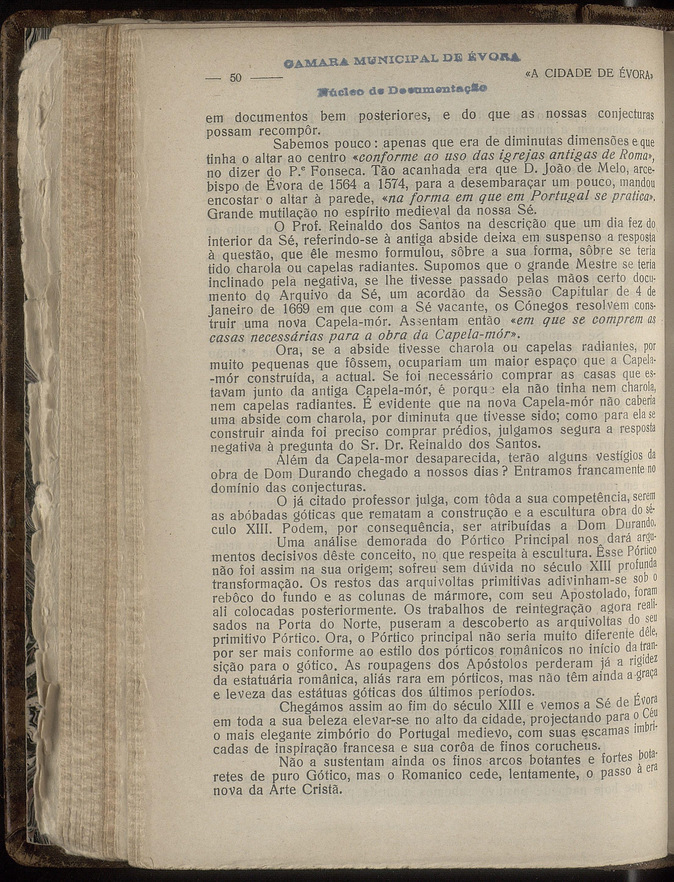 CAMARA MUNICIPAL DE ÉVORA
— 50 —— «A CIDADE DE ÉVORA»
Núcleo de Documentação
em documentos bem posteriores, e do que as nossas conjecturas
possam recompôr.
Sabemos pouco: apenas que era de diminutas dimensões e que
tinha o altar ao centro «conforme ao uso das igrejas antigas de Roma»,
no dizer do P.e Fonseca. Tão acanhada era que D. João de Melo, arce-
bispo de Évora de 1564 a 1574, para a desembaraçar um pouco, mandou
encostar o altar à parede, «na forma em que em Portugal se pratica».
Grande mutilação no espírito medieval da nossa Sé.
O Prof. Reinaldo dos Santos na descrição que um dia fez do
interior da Sé, referindo-se à antiga abside deixa em suspenso a resposta
à questão, que êle mesmo formulou, sôbre a sua forma, sôbre se teria
tido charola ou capelas radiantes. Supomos que o grande Mestre se teria
inclinado pela negativa, se lhe tivesse passado pelas mãos certo docu-
mento do Arquivo da Sé, um acordão da Sessão Capitular de 4 de
Janeiro de 1669 em que com a Sé vacante, os Cónegos resolvem cons-
truir uma nova Capela-mór. Assentam então «em que se comprem as
casas necessárias para a obra da Capela-mór».
Ora, se a abside tivesse charola ou capelas radiantes, por
muito pequenas que fôssem, ocupariam um maior espaço que a Capela-
-mór construída, a actual. Se foi necessário comprar as casas que es-
tavam junto da antiga Capela-mór, é porque ela não tinha nem charola,
nem capelas radiantes. É evidente que na nova Capela-mór não caberia
uma abside com charola, por diminuta que tivesse sido; como para ela se
construir ainda foi preciso comprar prédios, julgamos segura a resposta
negativa à pregunta do Sr. Dr. Reinaldo dos Santos.
Além da Capela-mor desaparecida, terão alguns vestígios da
obra de Dom Durando chegado a nossos dias? Entramos francamente no
domínio das conjecturas.
O já citado professor julga, com tôda a sua competência, serem
as abóbadas góticas que rematam a construção e a escultura obra do sé-
culo XIII. Podem, por consequência, ser atribuídas a Dom Durando.
Uma análise demorada do Pórtico Principal nos dará argu-
mentos decisivos dêste conceito, no que respeita à escultura. Êsse Pórtico
não foi assim na sua origem; sofreu sem dúvida no século XIII profunda
transformação. Os restos das arquivoltas primitivas adivinham-se sob o
rebôco do fundo e as colunas de mármore, com seu Apostolado, foram
ali colocadas posteriormente. Os trabalhos de reintegração agora reali-
sados na Porta do Norte, puseram a descoberto as arquivoltas do seu
primitivo Pórtico. Ora, o Pórtico principal não seria muito diferente dêle,
por ser mais conforme ao estilo dos pórticos românicos no início da tran-
sição para o gótico. As roupagens dos Apóstolos perderam já a rigidez
da estatuária românica, aliás rara em pórticos, mas não têm ainda a graça
e leveza das estátuas góticas dos últimos períodos.
Chegámos assim ao fim do século XIII e vemos a Sé de Évora
em toda a sua beleza elevar-se no alto da cidade, projectando para o Céu
o mais elegante zimbório do Portugal medievo, com suas escamas imbri-
cadas de inspiração francesa e sua corôa de finos corucheus.
Não a sustentam ainda os finos arcos botantes e fortes bota-
retes de puro Gótico, mas o Romanico cede, lentamente, o passo à era
nova da Arte Cristã.